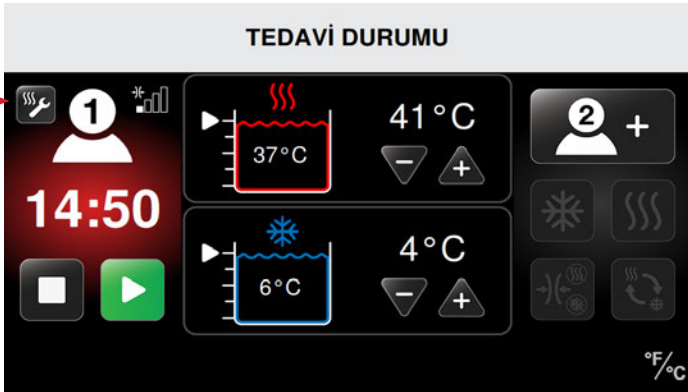 TEDAVİ DURUMU
1
14:50
37°C
41°C
- +
6°C
4°C
- +
2 +
°F/°C